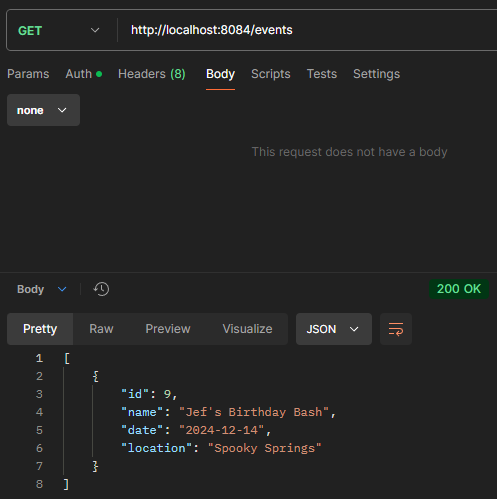 GET http://localhost:8084/events
Params Auth Headers (8) Body Scripts Tests Settings
none
This request does not have a body
Body 200 OK
Pretty Raw Preview Visualize JSON
1 [
2 {
3 "id": 9,
4 "name": "Jef's Birthday Bash",
5 "date": "2024-12-14",
6 "location": "Spooky Springs"
7 }
8 ]